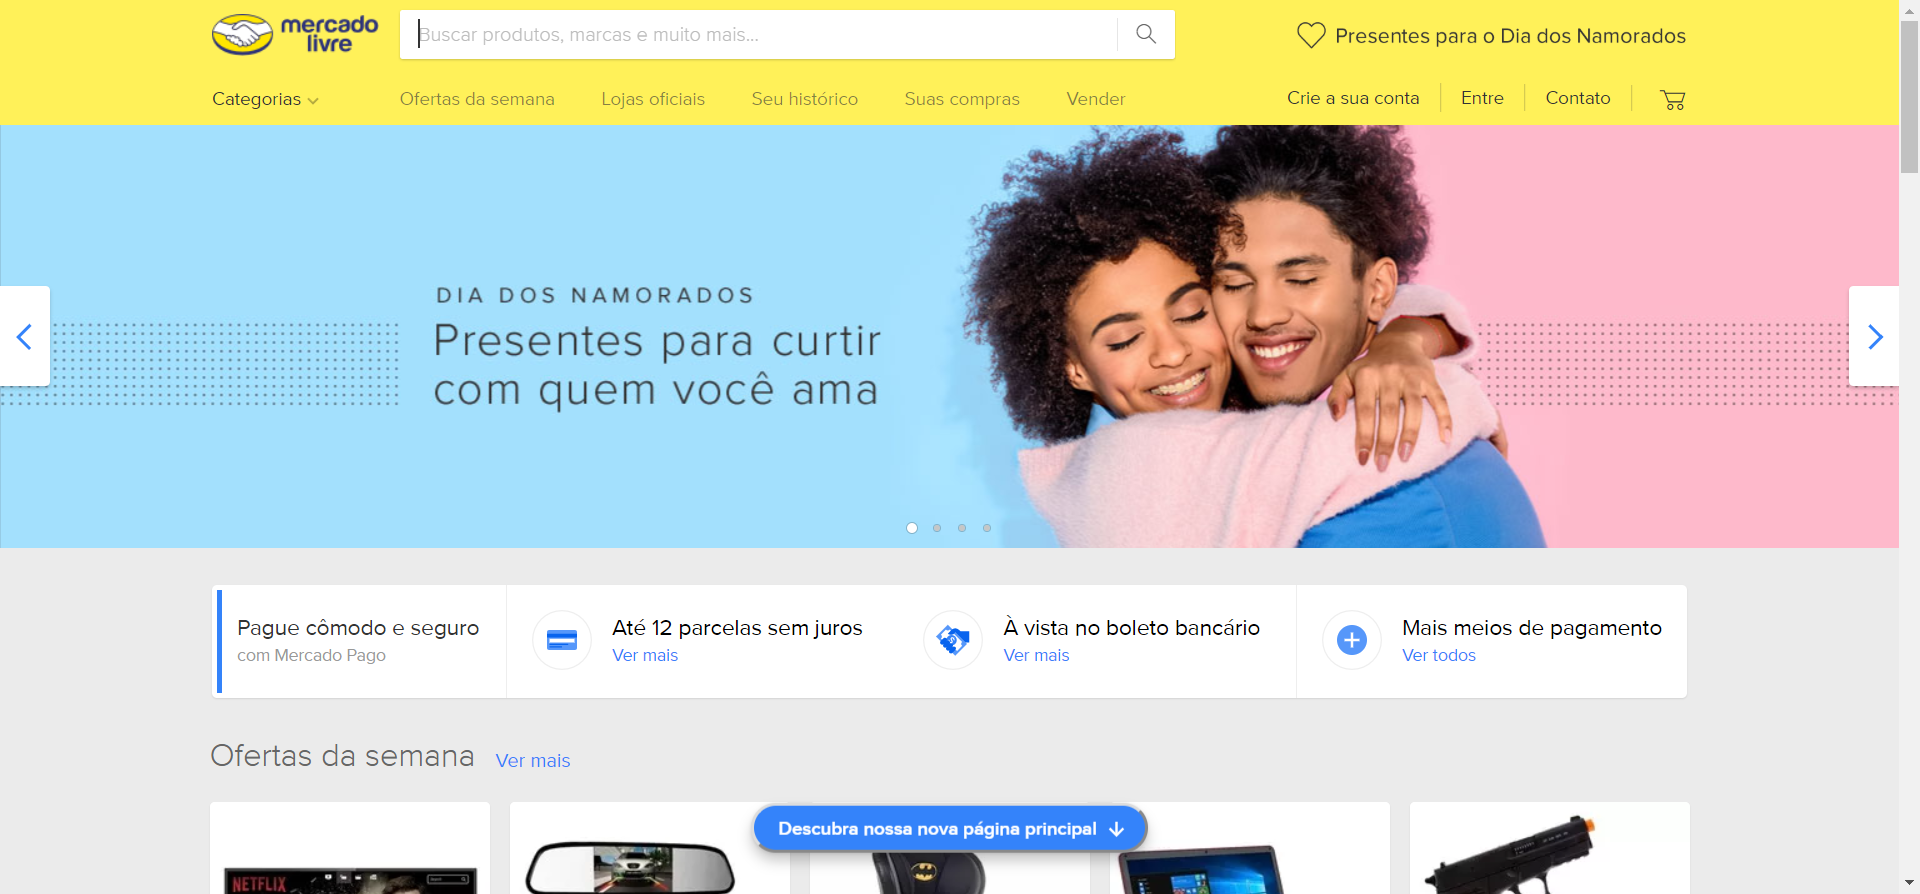 mercado
livre
Buscar produtos, marcas e muito mais...
Presentes para o Dia dos Namorados
Categorias
Ofertas da semana
Lojas oficiais
Seu histórico
Suas compras
Vender
Crie a sua conta
Entre
Contato
DIA DOS NAMORADOS
Presentes para curtir
com quem você ama
Pague cômodo e seguro
com Mercado Pago
Até 12 parcelas sem juros
Ver mais
À vista no boleto bancário
Ver mais
Mais meios de pagamento
Ver todos
Ofertas da semana
Ver mais
Descubra nossa nova página principal
NETFLIX